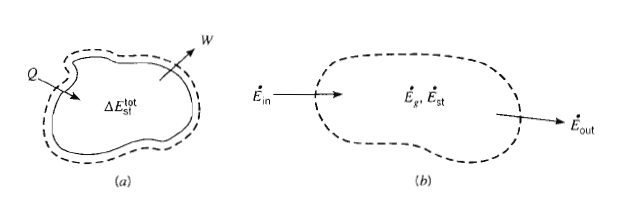 Q
W
ΔE_st^tot
(a)
Ė_in
Ė_g, Ė_st
Ė_out
(b)